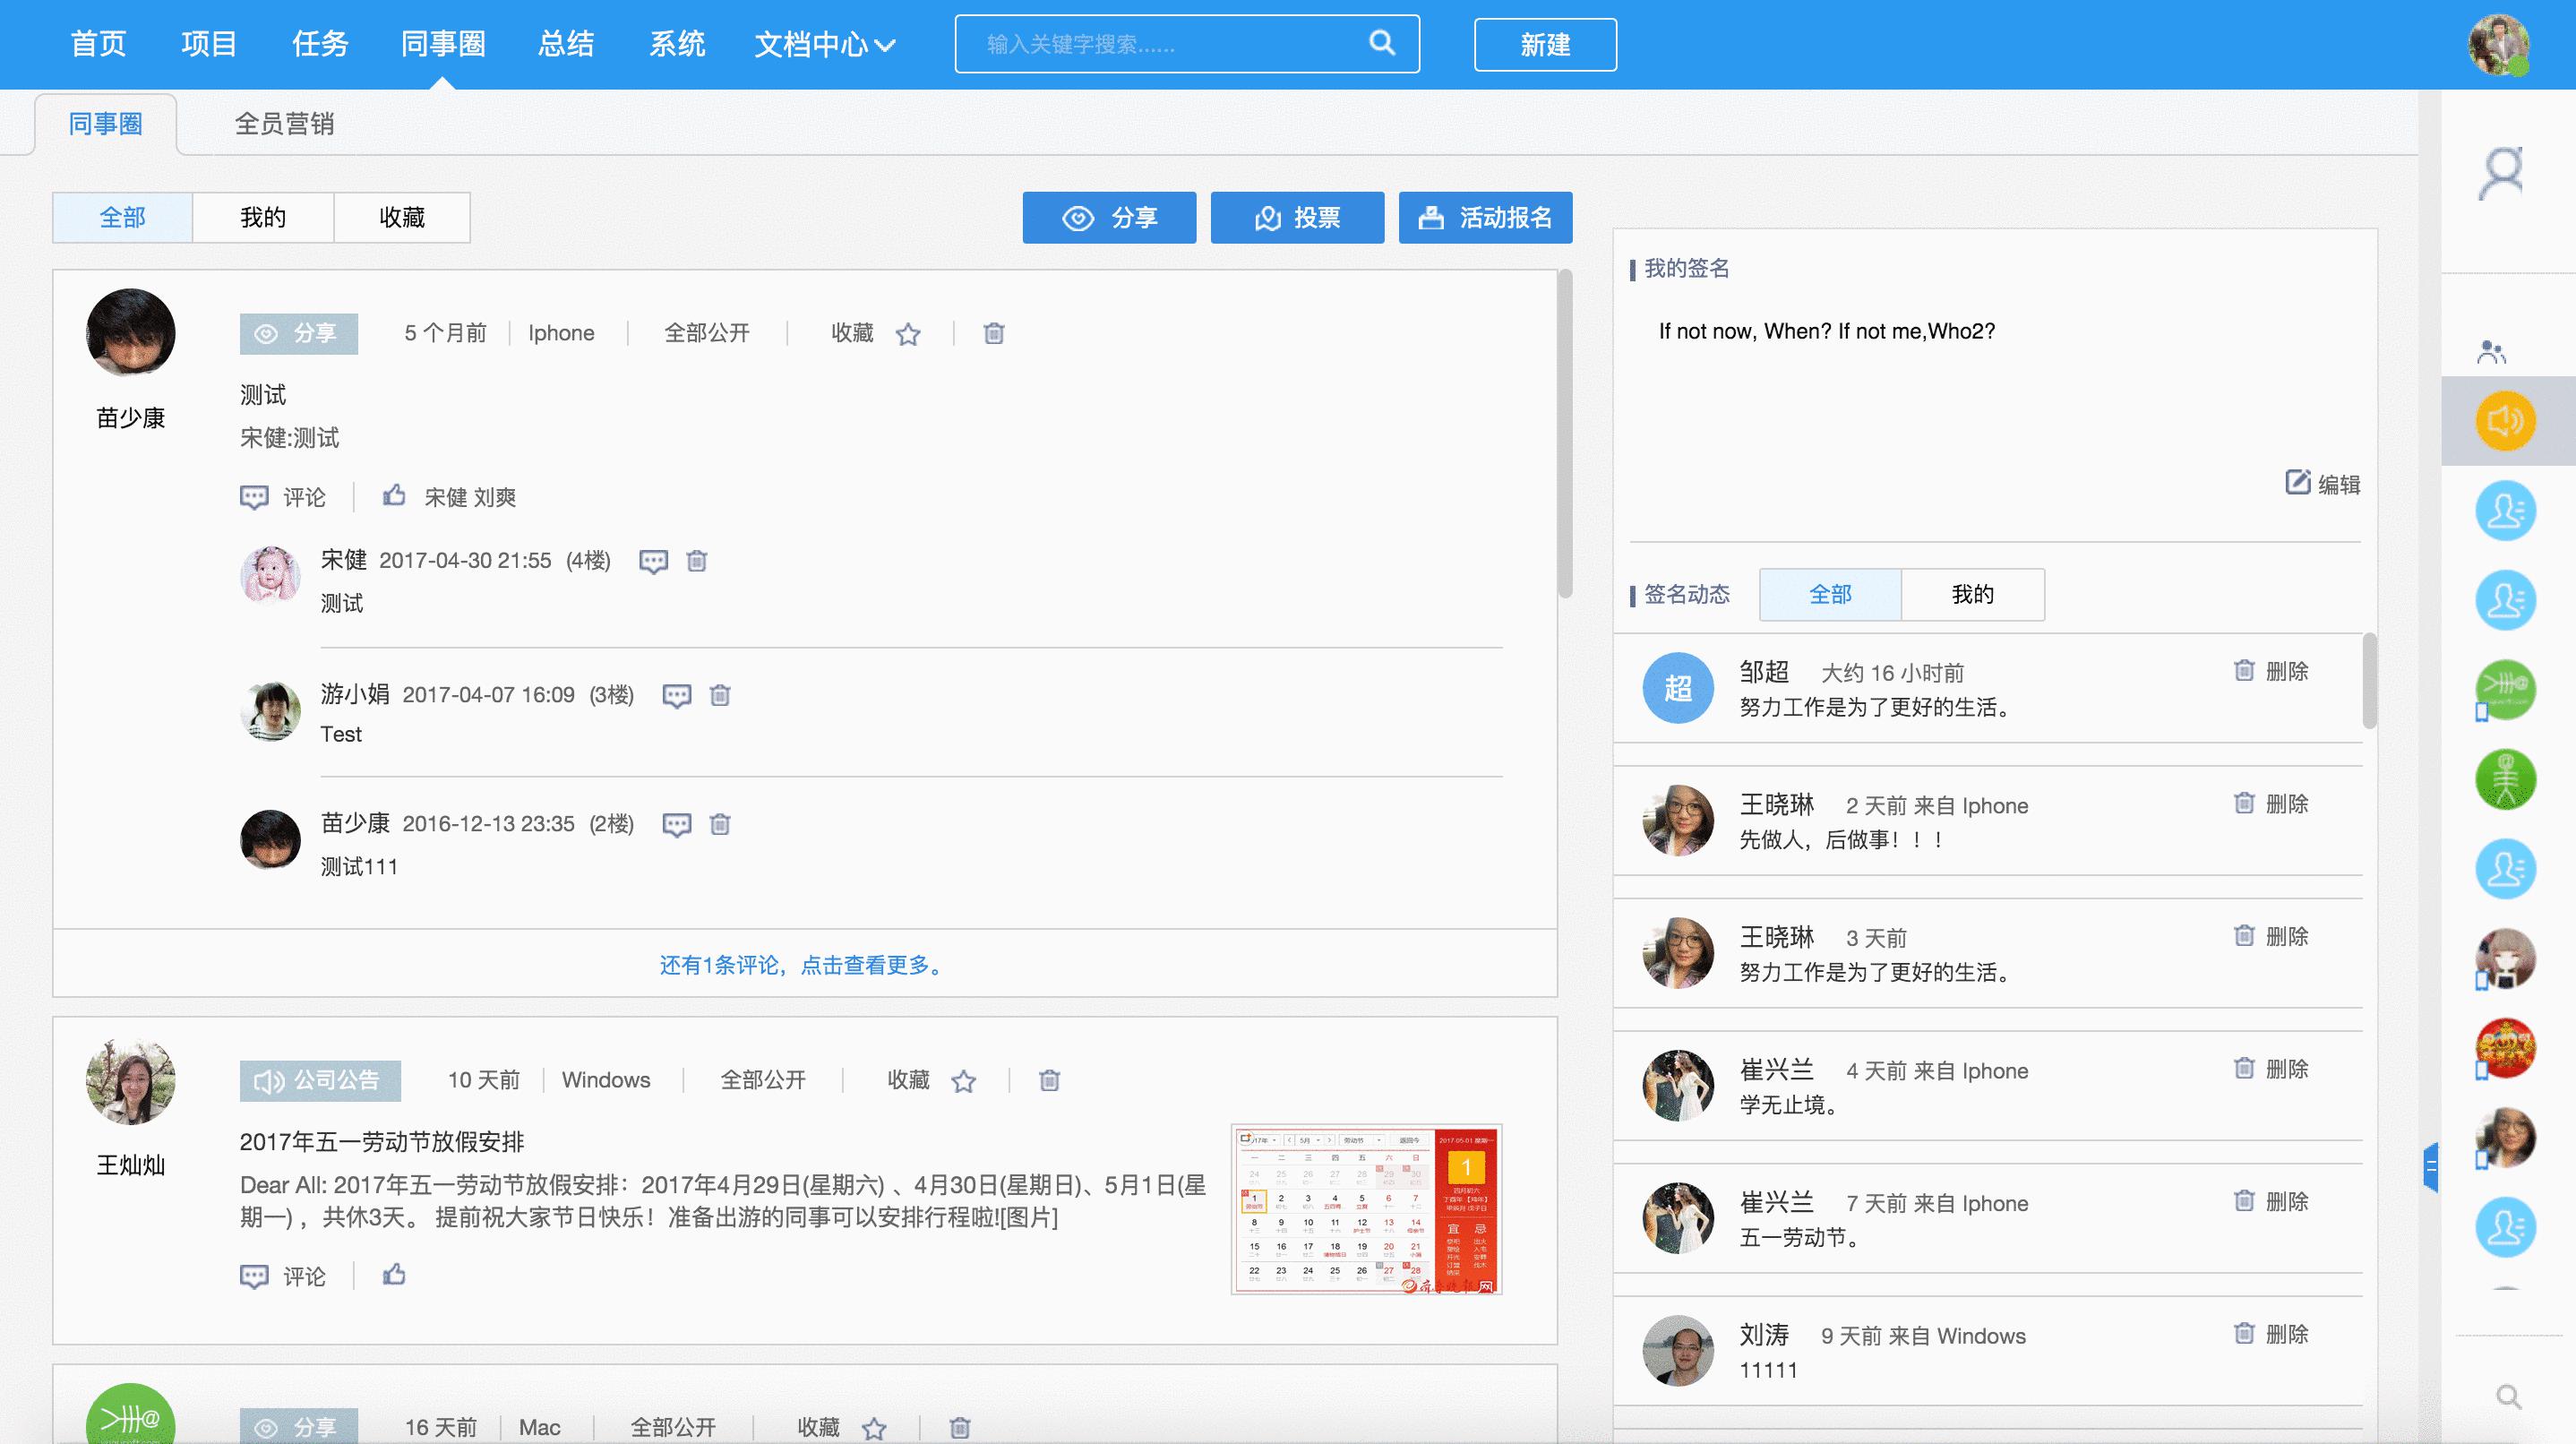 首页 项目 任务 同事圈 总结 系统 文档中心 输入关键字搜索...... 新建
同事圈 全员营销
全部 我的 收藏 分享 投票 活动报名
分享 5 个月前 Iphone 全部公开 收藏
苗少康
测试
宋健:测试
评论 宋健 刘爽
宋健 2017-04-30 21:55 (4楼)
测试
游小娟 2017-04-07 16:09 (3楼)
Test
苗少康 2016-12-13 23:35 (2楼)
测试111
还有1条评论，点击查看更多。
公司公告 10 天前 Windows 全部公开 收藏
王灿灿
2017年五一劳动节放假安排
Dear All: 2017年五一劳动节放假安排：2017年4月29日(星期六) 、4月30日(星期日)、5月1日(星
期一) ，共休3天。 提前祝大家节日快乐！准备出游的同事可以安排行程啦![图片]
评论
分享 16 天前 Mac 全部公开 收藏
我的签名
If not now, When? If not me,Who2?
编辑
签名动态 全部 我的
超 邹超 大约 16 小时前 删除
努力工作是为了更好的生活。
王晓琳 2 天前 来自 Iphone 删除
先做人，后做事！！！
王晓琳 3 天前 删除
努力工作是为了更好的生活。
崔兴兰 4 天前 来自 Iphone 删除
学无止境。
崔兴兰 7 天前 来自 Iphone 删除
五一劳动节。
刘涛 9 天前 来自 Windows 删除
11111